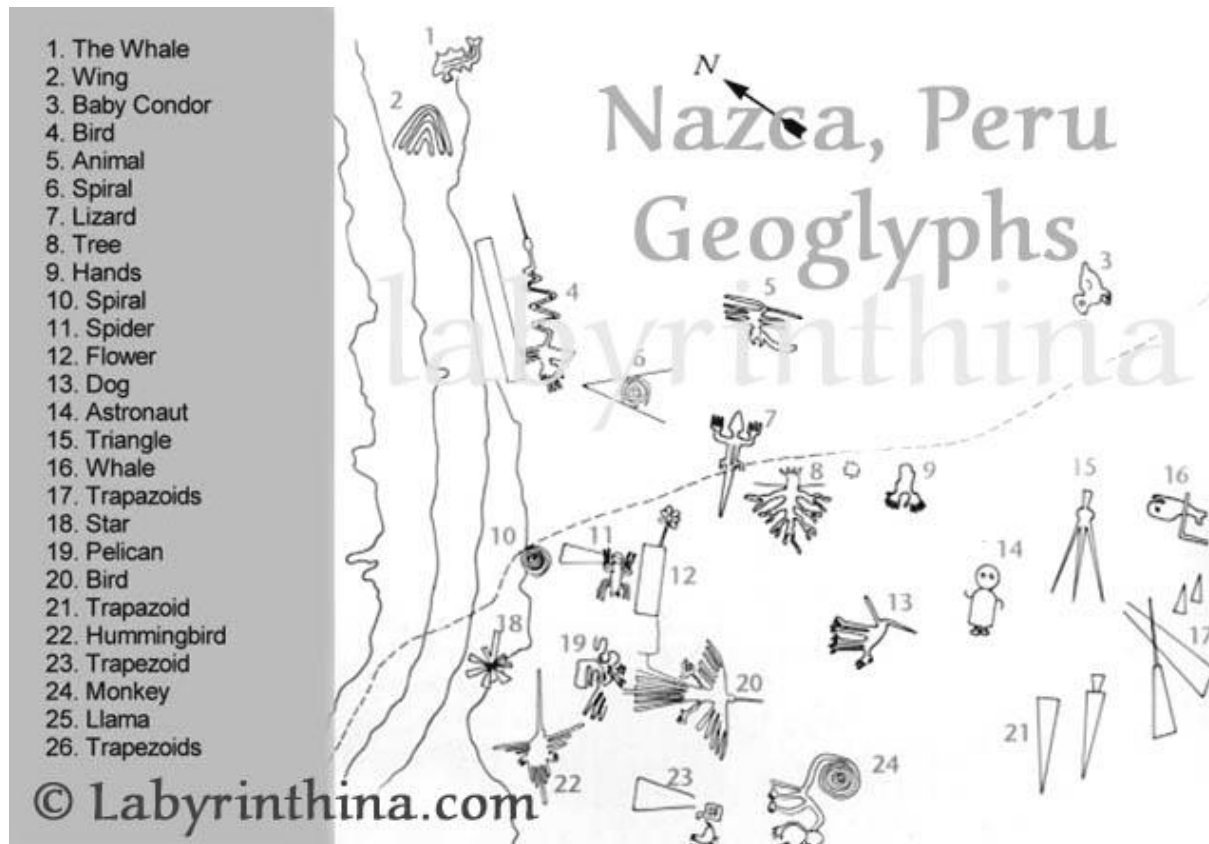 1. The Whale
2. Wing
3. Baby Condor
4. Bird
5. Animal
6. Spiral
7. Lizard
8. Tree
9. Hands
10. Spiral
11. Spider
12. Flower
13. Dog
14. Astronaut
15. Triangle
16. Whale
17. Trapazoids
18. Star
19. Pelican
20. Bird
21. Trapazoid
22. Hummingbird
23. Trapezoid
24. Monkey
25. Llama
26. Trapezoids
© Labyrinthina.com
N
Nazca, Peru
Geoglyphs
labyrinthina
1
2
3
4
5
6
7
8
9
10
11
12
13
14
15
16
17
18
19
20
21
22
23
24